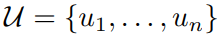 𝒰 = {u₁, . . . , uₙ}